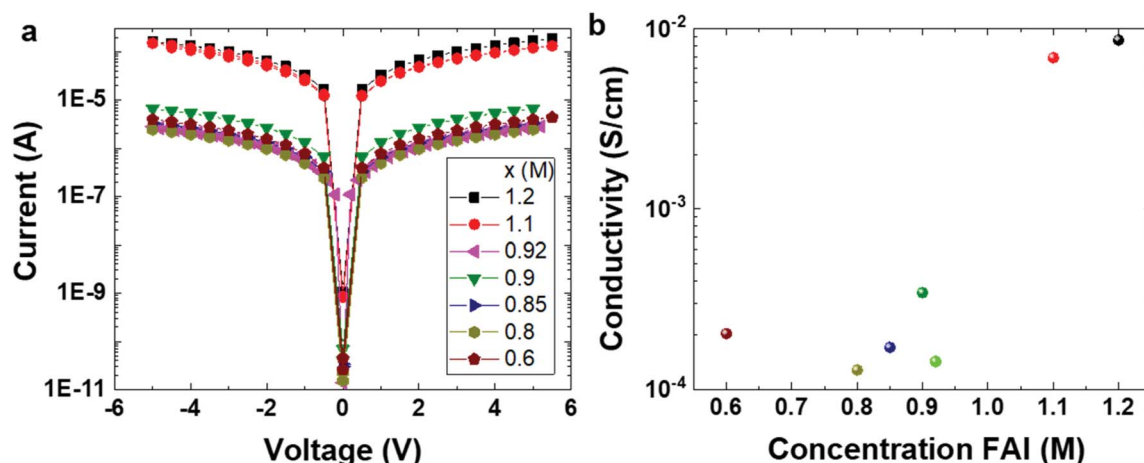 a
Current (A)
1E-5
1E-7
1E-9
1E-11
-6
-4
-2
0
2
4
6
Voltage (V)
x (M)
1.2
1.1
0.92
0.9
0.85
0.8
0.6
b
Conductivity (S/cm)
10-2
10-3
10-4
0.6
0.7
0.8
0.9
1.0
1.1
1.2
Concentration FAI (M)